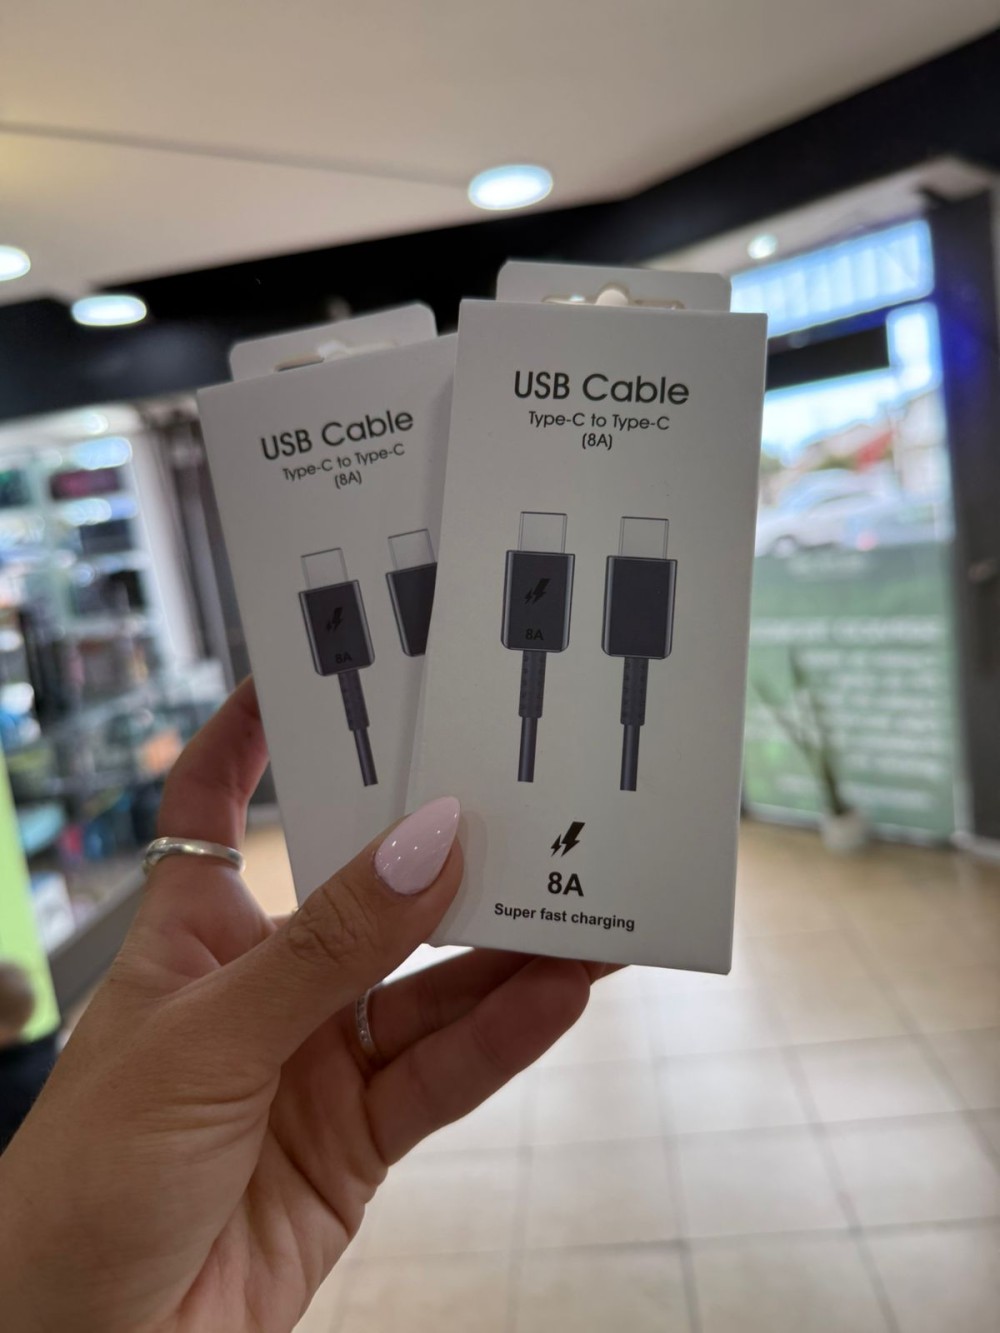 USB Cable
Type-C to Type-C
(8A)
8A
USB Cable
Type-C to Type-C
(8A)
8A
8A
Super fast charging